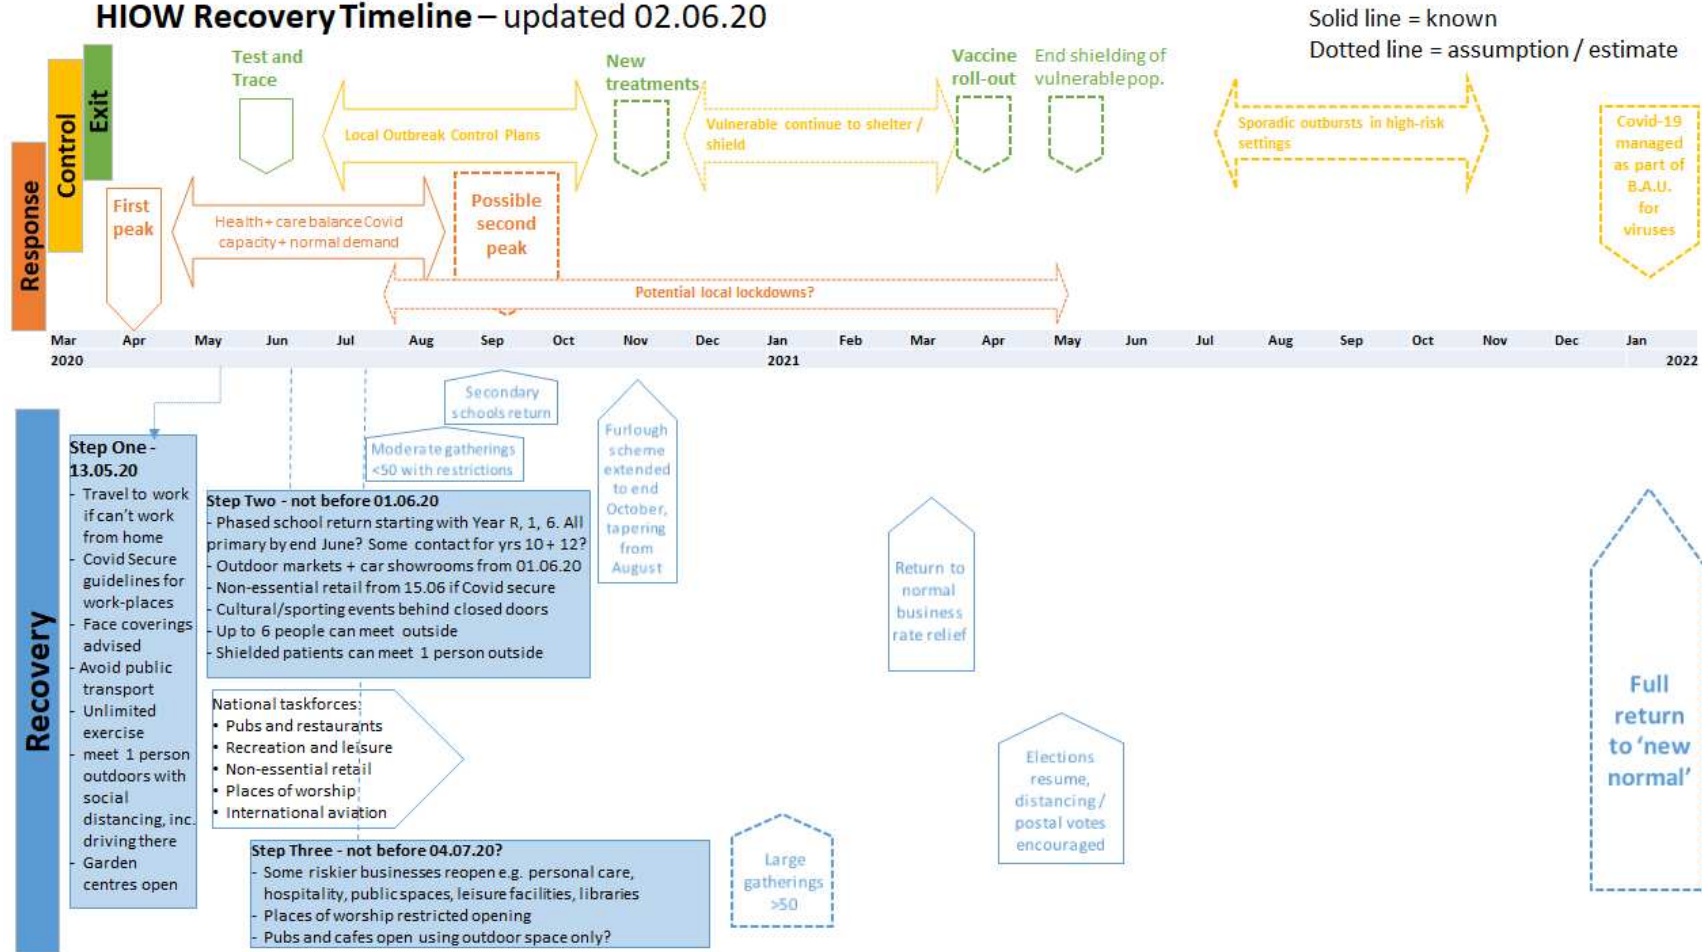 HIOW Recovery Timeline – updated 02.06.20
Solid line = known
Dotted line = assumption / estimate
Response
Control
Exit
Test and
Trace
New
treatments
Vaccine
roll-out
End shielding of
vulnerable pop.
Local Outbreak Control Plans
Vulnerable continue to shelter /
shield
Sporadic outbursts in high-risk
settings
Covid-19
managed
as part of
B.A.U.
for
viruses
First
peak
Health + care balance Covid
capacity + normal demand
Possible
second
peak
Potential local lockdowns?
Mar Apr May Jun Jul Aug Sep Oct Nov Dec Jan Feb Mar Apr May Jun Jul Aug Sep Oct Nov Dec Jan
2020 2021 2022
Recovery
Secondary
schools return
Moderate gatherings
<50 with restrictions
Furlough
scheme
extended
to end
October,
tapering
from
August
Step One -
13.05.20
- Travel to work
if can't work
from home
- Covid Secure
guidelines for
work-places
- Face coverings
advised
- Avoid public
transport
- Unlimited
exercise
- meet 1 person
outdoors with
social
distancing, inc.
driving there
- Garden
centres open
Step Two - not before 01.06.20
- Phased school return starting with Year R, 1, 6. All
primary by end June? Some contact for yrs 10 + 12?
- Outdoor markets + car showrooms from 01.06.20
- Non-essential retail from 15.06 if Covid secure
- Cultural/sporting events behind closed doors
- Up to 6 people can meet outside
- Shielded patients can meet 1 person outside
National taskforces:
• Pubs and restaurants
• Recreation and leisure
• Non-essential retail
• Places of worship
• International aviation
Step Three - not before 04.07.20?
- Some riskier businesses reopen e.g. personal care,
hospitality, public spaces, leisure facilities, libraries
- Places of worship restricted opening
- Pubs and cafes open using outdoor space only?
Large
gatherings
>50
Return to
normal
business
rate relief
Elections
resume,
distancing /
postal votes
encouraged
Full
return
to 'new
normal'